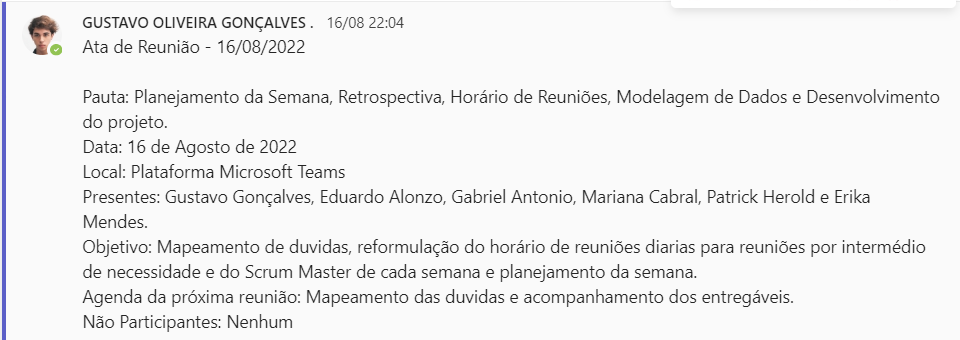 GUSTAVO OLIVEIRA GONÇALVES . 16/08 22:04
Ata de Reunião - 16/08/2022
Pauta: Planejamento da Semana, Retrospectiva, Horário de Reuniões, Modelagem de Dados e Desenvolvimento
do projeto.
Data: 16 de Agosto de 2022
Local: Plataforma Microsoft Teams
Presentes: Gustavo Gonçalves, Eduardo Alonzo, Gabriel Antonio, Mariana Cabral, Patrick Herold e Erika
Mendes.
Objetivo: Mapeamento de duvidas, reformulação do horário de reuniões diarias para reuniões por intermédio
de necessidade e do Scrum Master de cada semana e planejamento da semana.
Agenda da próxima reunião: Mapeamento das duvidas e acompanhamento dos entregáveis.
Não Participantes: Nenhum